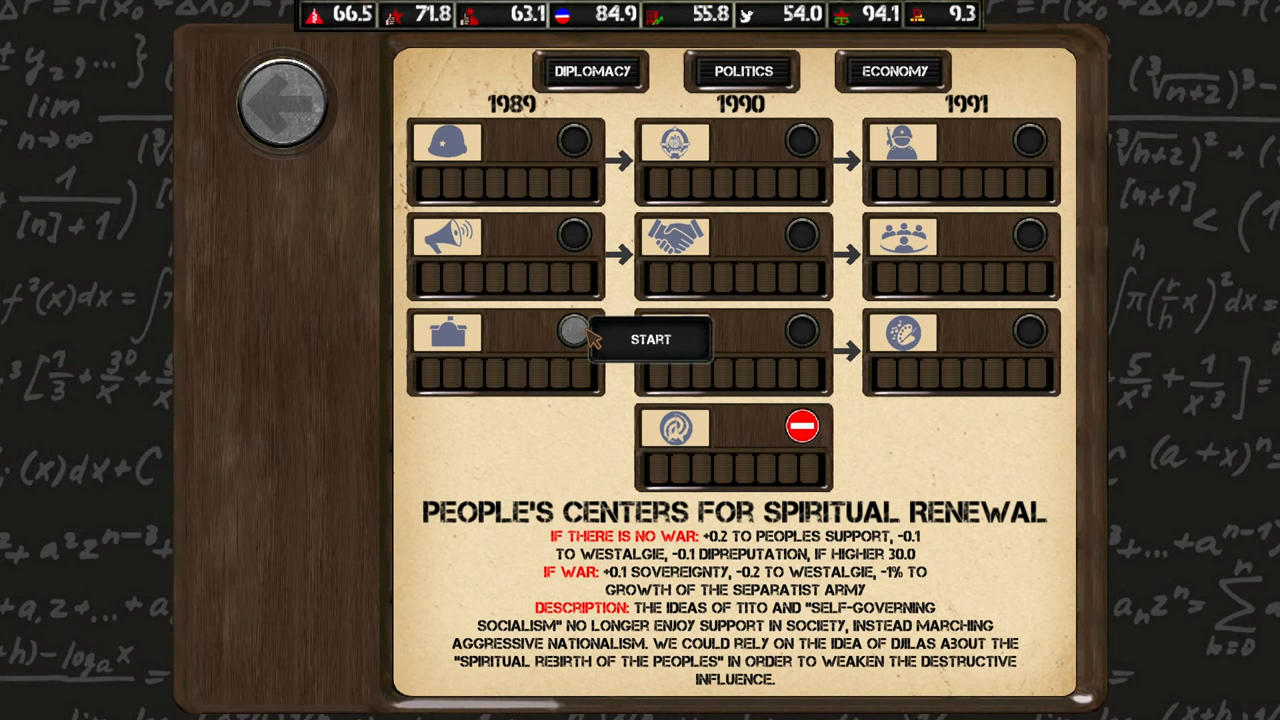 66.5 71.8 63.1 84.9 55.8 54.0 94.1 9.3
DIPLOMACY POLITICS ECONOMY
1989 1990 1991
START
PEOPLE'S CENTERS FOR SPIRITUAL RENEWAL
IF THERE IS NO WAR: +0.2 TO PEOPLES SUPPORT, -0.1
TO WESTALGIE, -0.1 DIPREPUTATION, IF HIGHER 30.0
IF WAR: +0.1 SOVEREIGNTY, -0.2 TO WESTALGIE, -1% TO
GROWTH OF THE SEPARATIST ARMY
DESCRIPTION: THE IDEAS OF TITO AND "SELF-GOVERNING
SOCIALISM" NO LONGER ENJOY SUPPORT IN SOCIETY, INSTEAD MARCHING
AGGRESSIVE NATIONALISM. WE COULD RELY ON THE IDEA OF DJILAS ABOUT THE
"SPIRITUAL REBIRTH OF THE PEOPLES" IN ORDER TO WEAKEN THE DESTRUCTIVE
INFLUENCE.